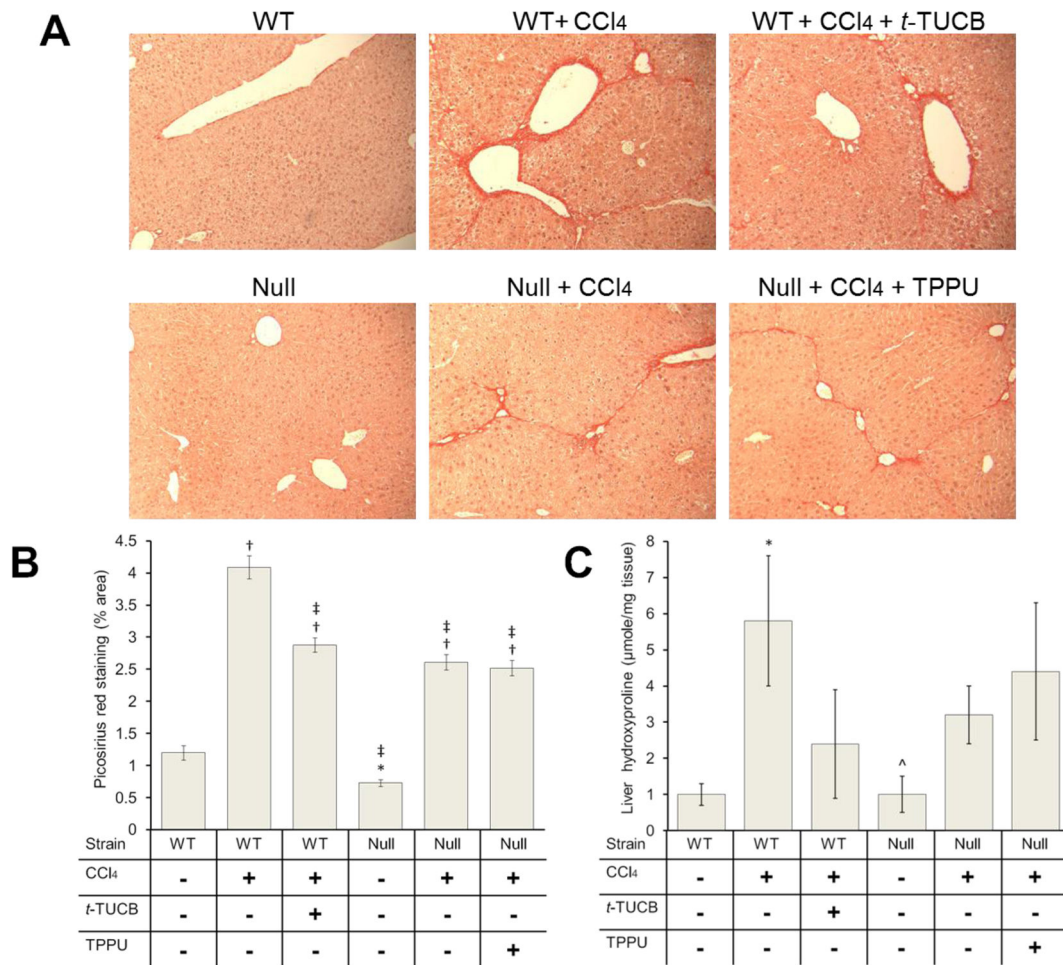 A
WT
WT+ CCl4
WT + CCl4 + t-TUCB
Null
Null + CCl4
Null + CCl4 + TPPU
B
Picosirius red staining (% area)
4.5
4
3.5
3
2.5
2
1.5
1
0.5
0
†
‡
†
‡
*
‡
†
‡
†
Strain WT WT WT Null Null Null
CCl4 - + + - + +
t-TUCB - - + - - -
TPPU - - - - - +
C
Liver hydroxyproline (µmole/mg tissue)
8
7
6
5
4
3
2
1
0
*
^
Strain WT WT WT Null Null Null
CCl4 - + + - + +
t-TUCB - - + - - -
TPPU - - - - - +